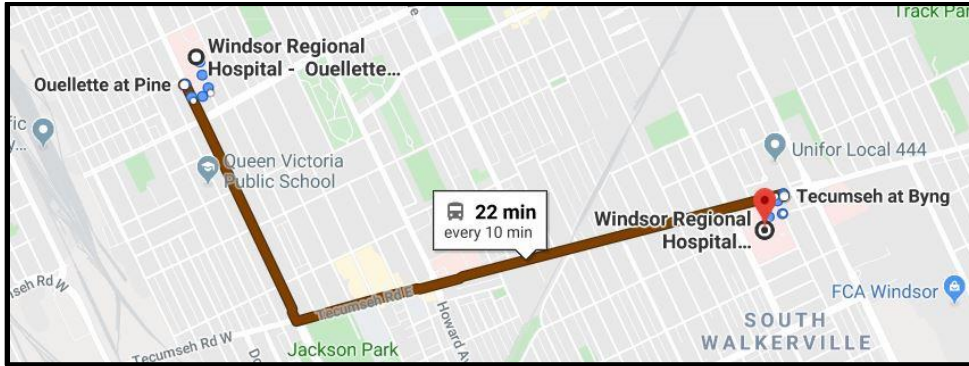 Track Par
Windsor Regional
Hospital - Ouellette...
Ouellette at Pine
fic
y...
Queen Victoria
Public School
Unifor Local 444
22 min
every 10 min
Tecumseh at Byng
Windsor Regional
Hospital...
Tecumseh Rd E
Howard Av
FCA Windsor
seh Rd W
Tecumseh Rd W
Do
Jackson Park
SOUTH
WALKERVILLE